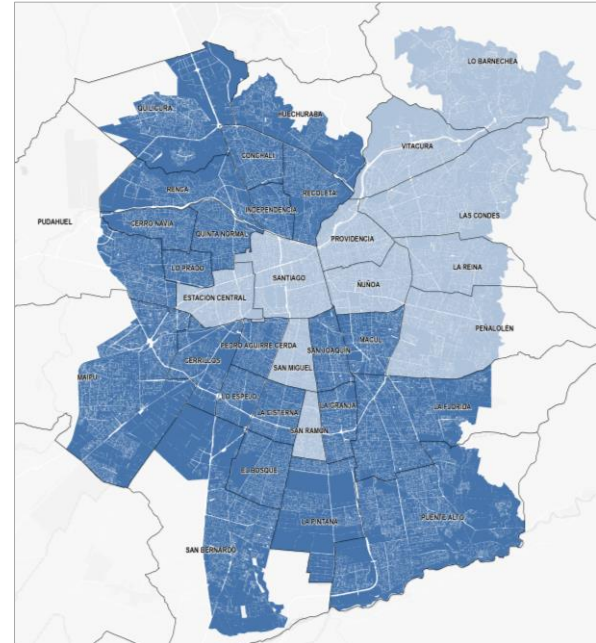 LO BARNECHEA
QUILICURA
HUECHURABA
VITACURA
CONCHALÍ
RENCA
RECOLETA
INDEPENDENCIA
LAS CONDES
PUDAHUEL
CERRO NAVIA
QUINTA NORMAL
PROVIDENCIA
LO PRADO
SANTIAGO
LA REINA
ÑUÑOA
ESTACION CENTRAL
PEÑALOLÉN
PEDRO AGUIRRE CERDA
SAN JOAQUIN
MACUL
CERRILLOS
SAN MIGUEL
MAIPÚ
LO ESPEJO
LA CISTERNA
LA GRANJA
LA FLORIDA
SAN RAMON
EL BOSQUE
LA PINTANA
PUENTE ALTO
SAN BERNARDO